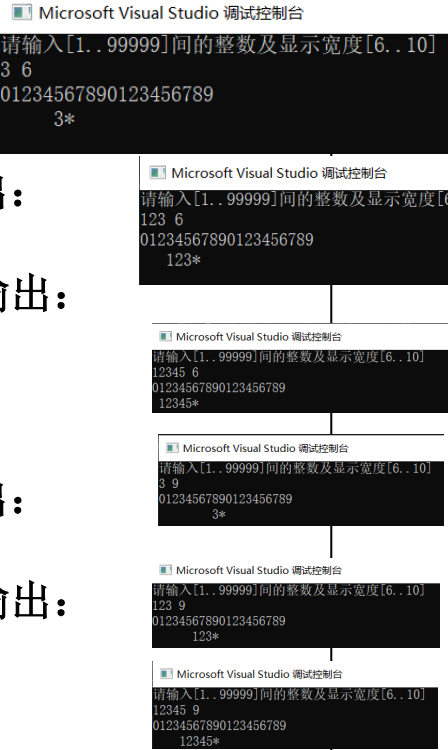 Microsoft Visual Studio 调试控制台
请输入[1..99999]间的整数及显示宽度[6..10]
3 6
01234567890123456789
     3*
Microsoft Visual Studio 调试控制台
请输入[1..99999]间的整数及显示宽度[6
123 6
01234567890123456789
   123*
出：
Microsoft Visual Studio 调试控制台
请输入[1..99999]间的整数及显示宽度[6..10]
12345 6
01234567890123456789
 12345*
Microsoft Visual Studio 调试控制台
请输入[1..99999]间的整数及显示宽度[6..10]
3 9
01234567890123456789
        3*
Microsoft Visual Studio 调试控制台
请输入[1..99999]间的整数及显示宽度[6..10]
123 9
01234567890123456789
      123*
出：
Microsoft Visual Studio 调试控制台
请输入[1..99999]间的整数及显示宽度[6..10]
12345 9
01234567890123456789
    12345*